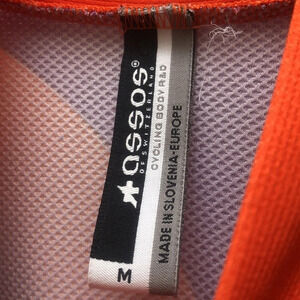 assos
OF SWITZERLAND
CYCLING BODY R&D
MADE IN SLOVENIA-EUROPE
M